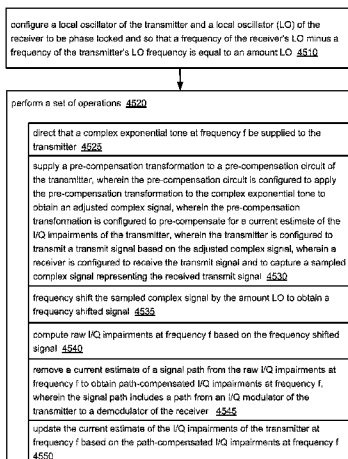 configure a local oscillator of the transmitter and a local oscillator (LO) of the
receiver to be phase locked and so that a frequency of the receiver's LO minus a
frequency of the transmitter's LO frequency is equal to an amount LO 4510
perform a set of operations 4520
direct that a complex exponential tone at frequency f be supplied to the
transmitter 4525
supply a pre-compensation transformation to a pre-compensation circuit of
the transmitter, wherein the pre-compensation circuit is configured to apply
the pre-compensation transformation to the complex exponential tone to
obtain an adjusted complex signal, wherein the pre-compensation
transformation is configured to pre-compensate for a current estimate of the
I/Q impairments of the transmitter, wherein the transmitter is configured to
transmit a transmit signal based on the adjusted complex signal, wherein a
receiver is configured to receive the transmit signal and to capture a sampled
complex signal representing the received transmit signal 4530
frequency shift the sampled complex signal by the amount LO to obtain a
frequency shifted signal 4535
compute raw I/Q impairments at frequency f based on the frequency shifted
signal 4540
remove a current estimate of a signal path from the raw I/Q impairments at
frequency f to obtain path-compensated I/Q impairments at frequency f,
wherein the signal path includes a path from an I/Q modulator of the
transmitter to a demodulator of the receiver 4545
update the current estimate of the I/Q impairments of the transmitter at
frequency f based on the path-compensated I/Q impairments at frequency f
4550